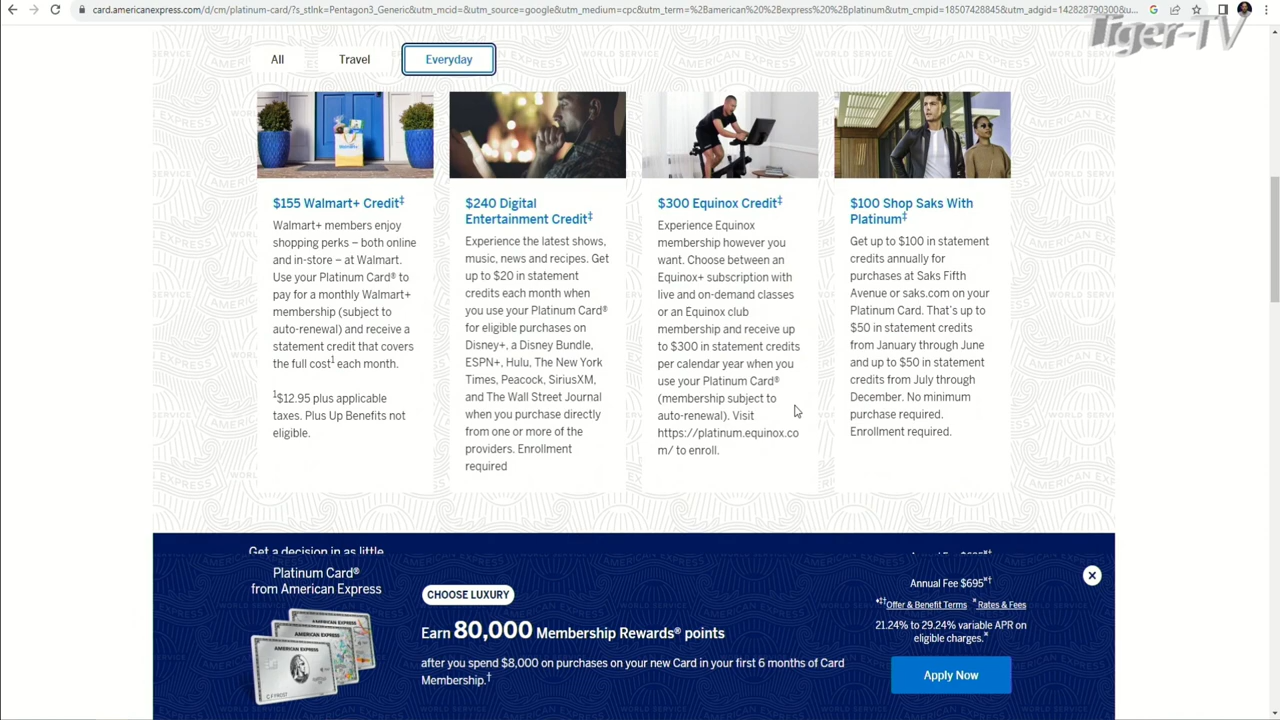 card.americanexpress.com/d/cm/platinum-card/?s_stlnk=Pentagon3_Generic&utm_mcid=&utm_source=google&utm_medium=cpc&utm_term=%2Bamerican%20%2Bexpress%20%2Bplatinum&utm_cmpid=18507428845&utm_adgid=142828790300&u...
Tiger-TV
All
Travel
Everyday
$155 Walmart+ Credit‡
Walmart+ members enjoy
shopping perks – both online
and in-store – at Walmart.
Use your Platinum Card® to
pay for a monthly Walmart+
membership (subject to
auto-renewal) and receive a
statement credit that covers
the full cost¹ each month.
¹$12.95 plus applicable
taxes. Plus Up Benefits not
eligible.
$240 Digital
Entertainment Credit‡
Experience the latest shows,
music, news and recipes. Get
up to $20 in statement
credits each month when
you use your Platinum Card®
for eligible purchases on
Disney+, a Disney Bundle,
ESPN+, Hulu, The New York
Times, Peacock, SiriusXM,
and The Wall Street Journal
when you purchase directly
from one or more of the
providers. Enrollment
required
$300 Equinox Credit‡
Experience Equinox
membership however you
want. Choose between an
Equinox+ subscription with
live and on-demand classes
or an Equinox club
membership and receive up
to $300 in statement credits
per calendar year when you
use your Platinum Card®
(membership subject to
auto-renewal). Visit
https://platinum.equinox.co
m/ to enroll.
$100 Shop Saks With
Platinum‡
Get up to $100 in statement
credits annually for
purchases at Saks Fifth
Avenue or saks.com on your
Platinum Card. That's up to
$50 in statement credits
from January through June
and up to $50 in statement
credits from July through
December. No minimum
purchase required.
Enrollment required.
Get a decision in as little
Platinum Card®
from American Express
AMERICAN EXPRESS
AMERICAN EXPRESS
AMERICAN EXPRESS
C F FROST
CHOOSE LUXURY
Earn 80,000 Membership Rewards® points
after you spend $8,000 on purchases on your new Card in your first 6 months of Card
Membership.†
Annual Fee $695¤†
*†‡Offer & Benefit Terms ¤Rates & Fees
21.24% to 29.24% variable APR on
eligible charges.¤
Apply Now